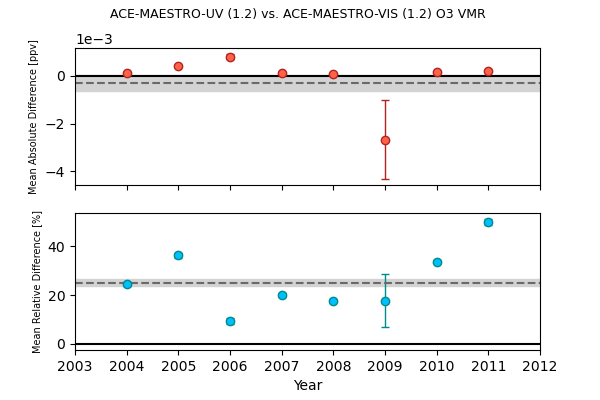 ACE-MAESTRO-UV (1.2) vs. ACE-MAESTRO-VIS (1.2) O3 VMR
1e−3
Mean Absolute Difference [ppv]
0
−2
−4
Mean Relative Difference [%]
40
20
0
2003 2004 2005 2006 2007 2008 2009 2010 2011 2012
Year